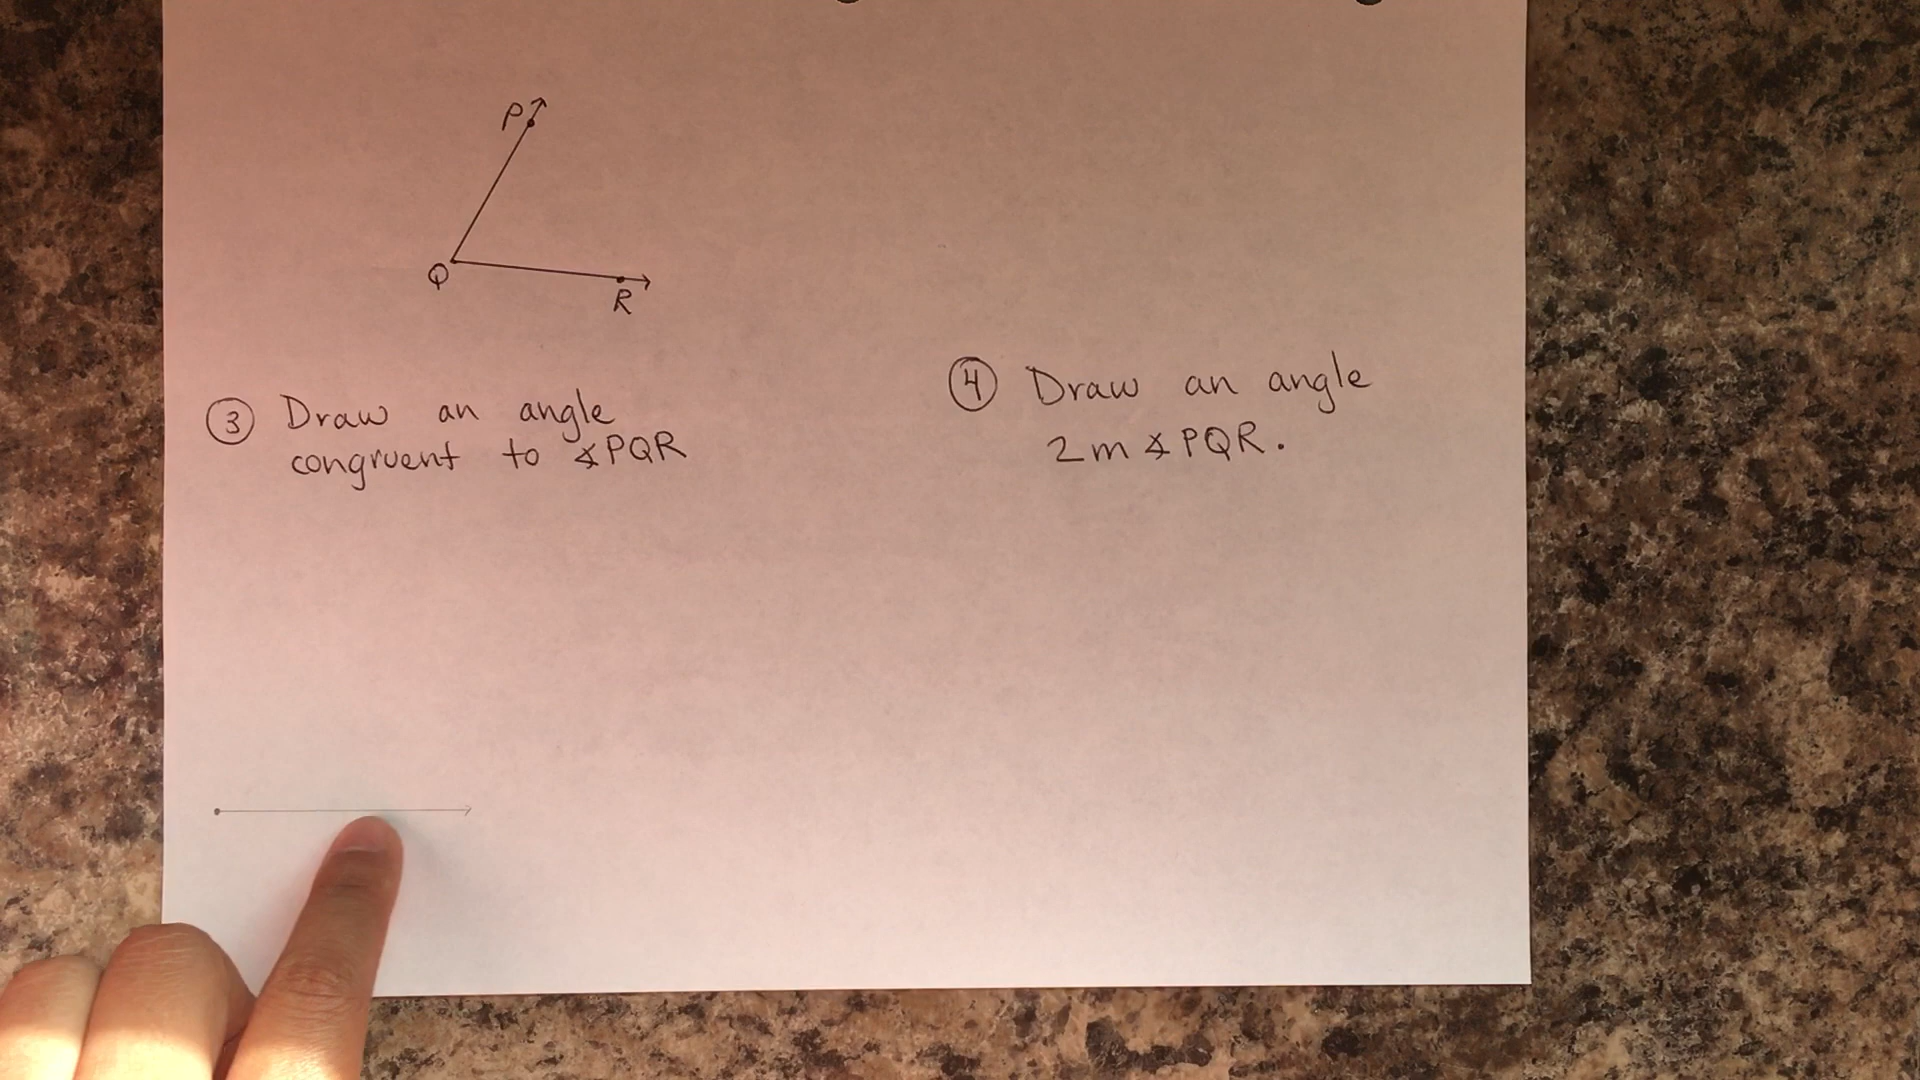 P
Q
R
③ Draw an angle
congruent to ∡PQR
④ Draw an angle
2m∡PQR.